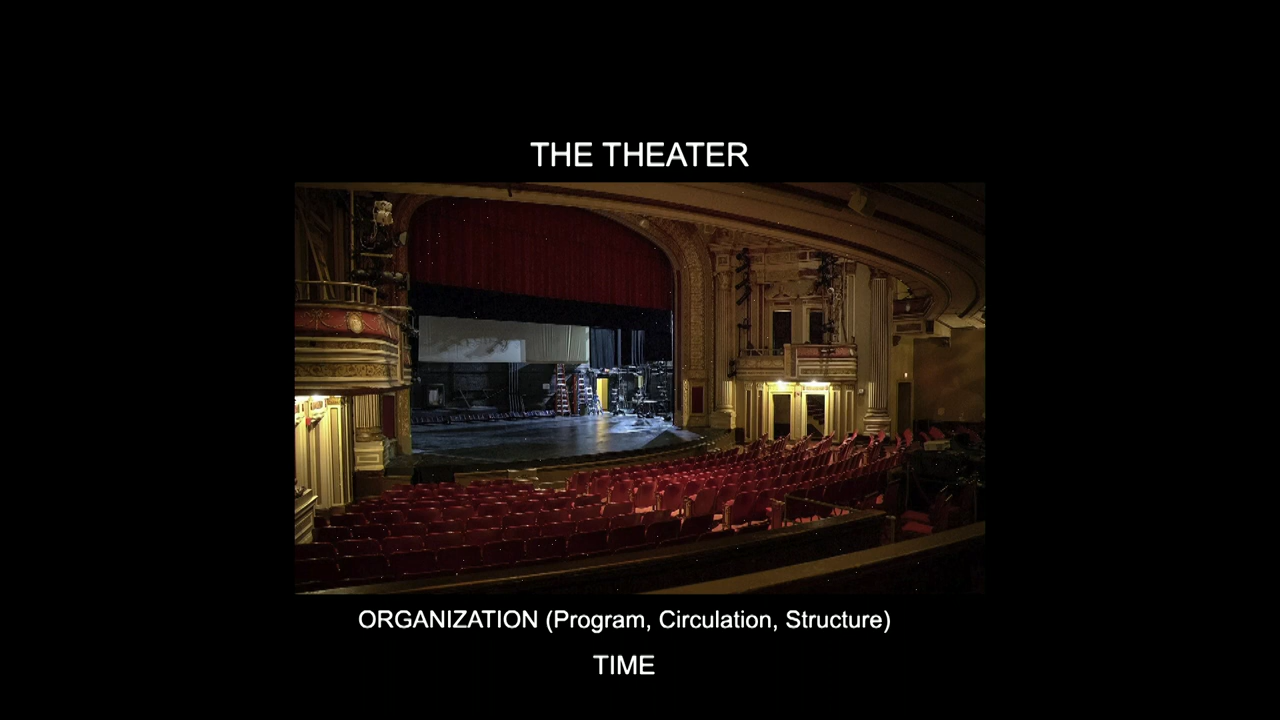 THE THEATER
ORGANIZATION (Program, Circulation, Structure)
TIME